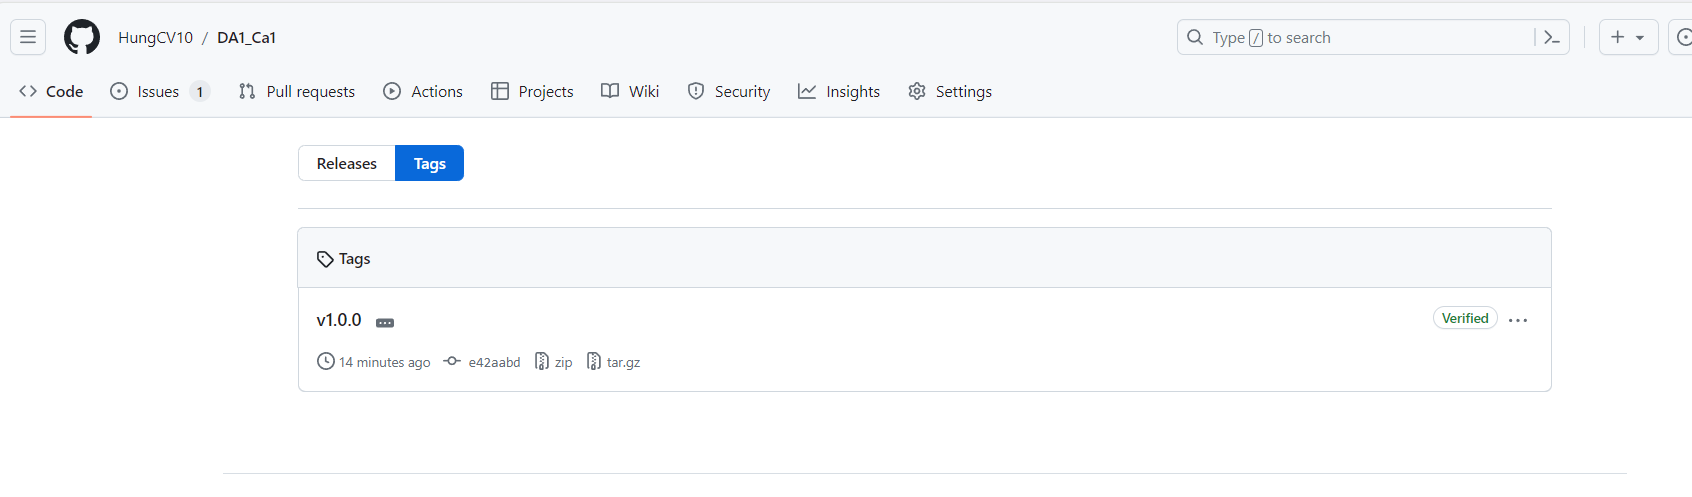 HungCV10 / DA1_Ca1
Type / to search
Code Issues 1 Pull requests Actions Projects Wiki Security Insights Settings
Releases Tags
Tags
v1.0.0
Verified
14 minutes ago e42aabd zip tar.gz